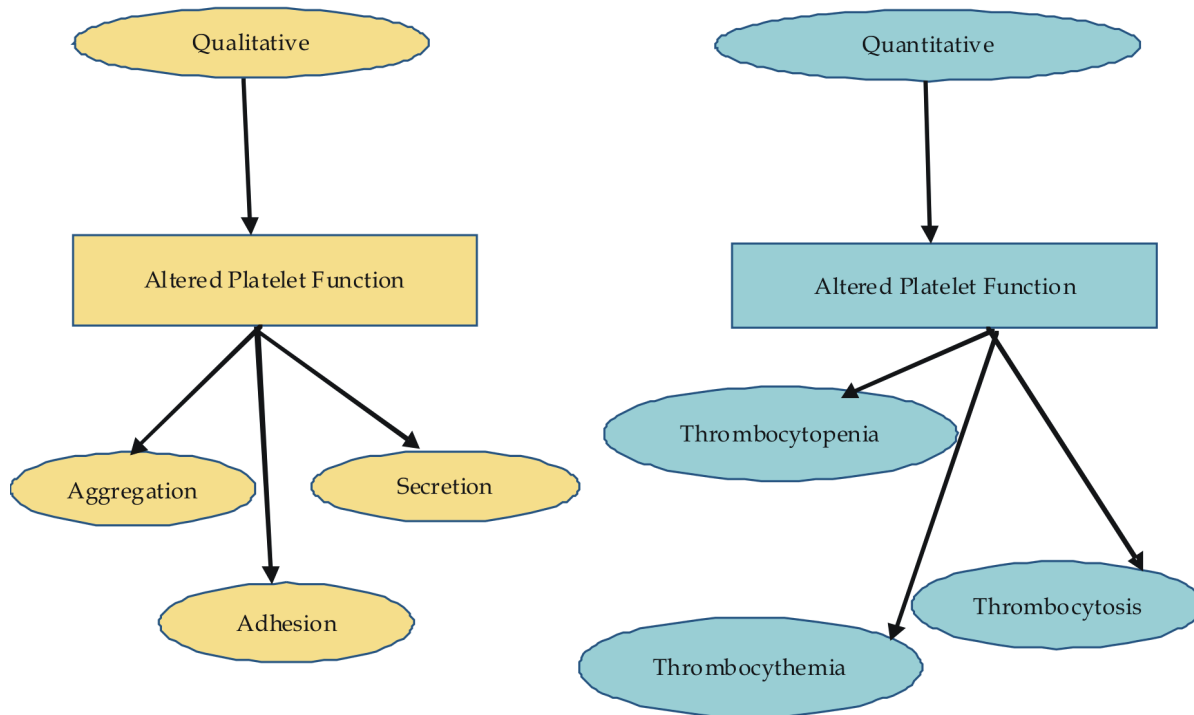 Qualitative
Quantitative
Altered Platelet Function
Altered Platelet Function
Thrombocytopenia
Aggregation
Secretion
Adhesion
Thrombocytosis
Thrombocythemia